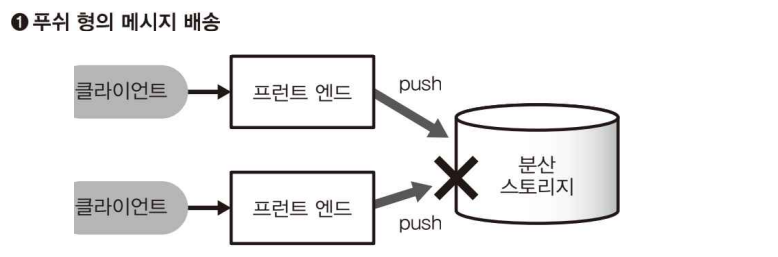 ❶ 푸쉬 형의 메시지 배송
클라이언트
프런트 엔드
push
분산
스토리지
클라이언트
프런트 엔드
push